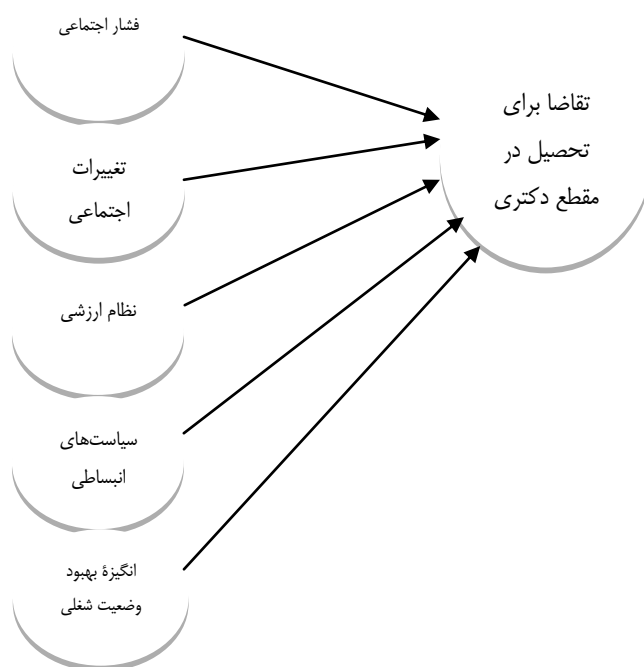 فشار اجتماعی
تقاضا برای
تحصیل در
مقطع دکتری
تغییرات
اجتماعی
نظام ارزشی
سیاست‌های
انبساطی
انگیزۀ بهبود
وضعیت شغلی